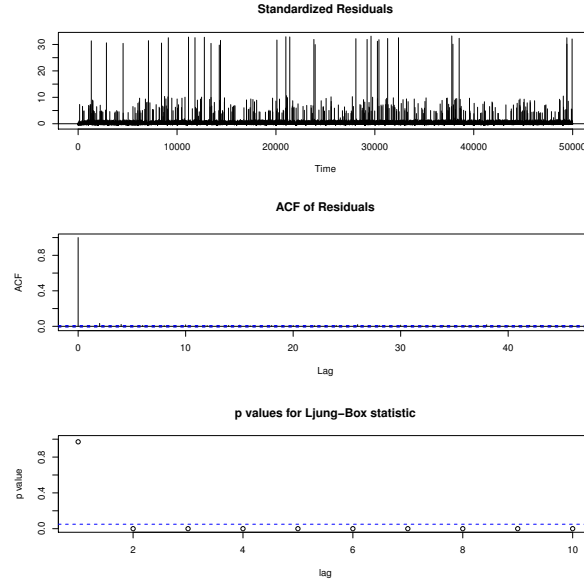 Standardized Residuals
30
20
10
0
0 10000 20000 30000 40000 50000
Time
ACF of Residuals
ACF
0.8
0.4
0.0
0 10 20 30 40
Lag
p values for Ljung−Box statistic
p value
0.8
0.4
0.0
2 4 6 8 10
lag